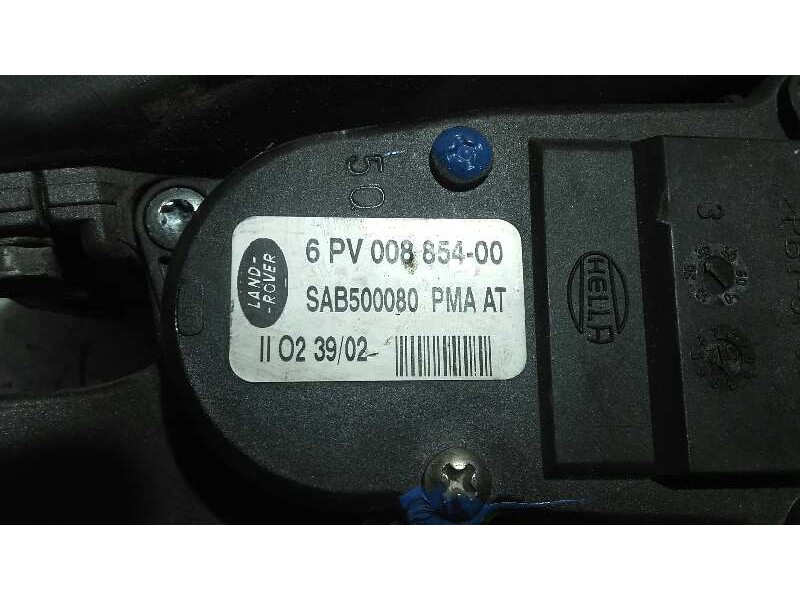 50
LAND-
-ROVER
6 PV 008 854-00
SAB500080 PMA AT
II O2 39/02
HELLA
3